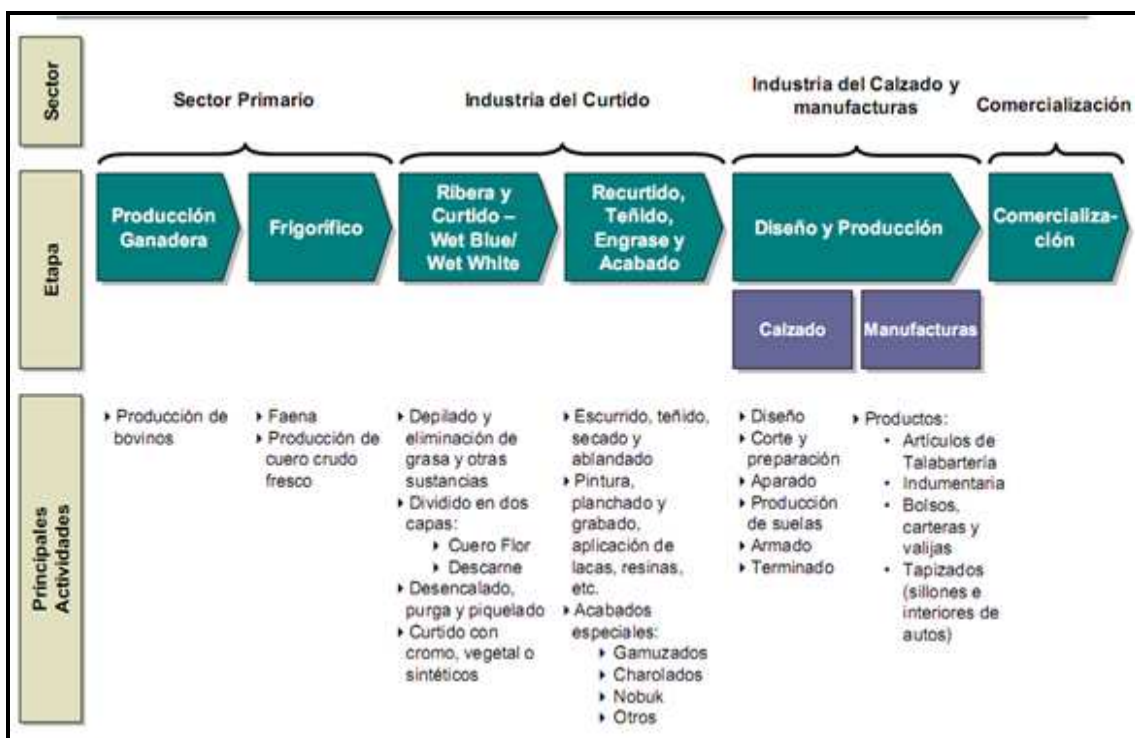 Sector
Sector Primario
Industria del Curtido
Industria del Calzado y
manufacturas
Comercialización
Etapa
Producción
Ganadera
Frigorífico
Ribera y
Curtido –
Wet Blue/
Wet White
Recurtido,
Teñido,
Engrase y
Acabado
Diseño y Producción
Comercializa-
ción
Calzado
Manufacturas
Principales
Actividades
Producción de
bovinos
Faena
Producción de
cuero crudo
fresco
Depilado y
eliminación de
grasa y otras
sustancias
Dividido en dos
capas:
Cuero Flor
Descarne
Desencalado,
purga y piquelado
Curtido con
cromo, vegetal o
sintéticos
Escurrido, teñido,
secado y
ablandado
Pintura,
planchado y
grabado,
aplicación de
lacas, resinas,
etc.
Acabados
especiales:
Gamuzados
Charolados
Nobuk
Otros
Diseño
Corte y
preparación
Aparado
Producción
de suelas
Armado
Terminado
Productos:
Artículos de
Talabartería
Indumentaria
Bolsos,
carteras y
valijas
Tapizados
(sillones e
interiores de
autos)